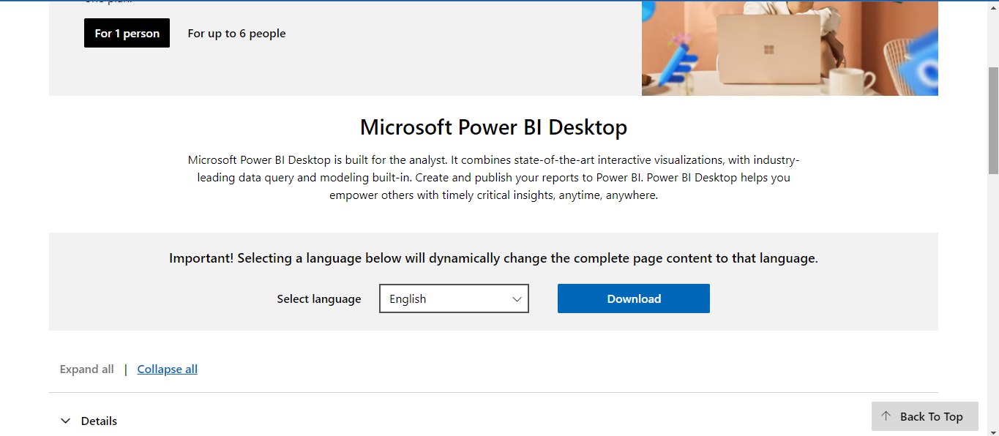 one plan.
For 1 person For up to 6 people
Microsoft Power BI Desktop
Microsoft Power BI Desktop is built for the analyst. It combines state-of-the-art interactive visualizations, with industry-
leading data query and modeling built-in. Create and publish your reports to Power BI. Power BI Desktop helps you
empower others with timely critical insights, anytime, anywhere.
Important! Selecting a language below will dynamically change the complete page content to that language.
Select language English Download
Expand all | Collapse all
Details
Back To Top